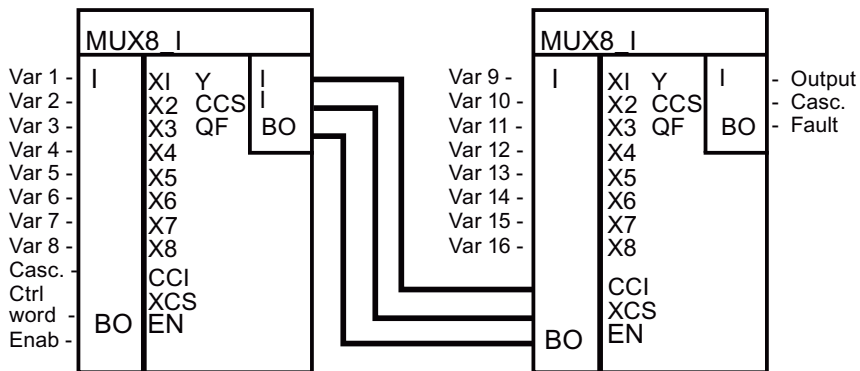 MUX8_I
Var 1 - I XI Y I
Var 2 - X2 CCS I
Var 3 - X3 QF BO
Var 4 - X4
Var 5 - X5
Var 6 - X6
Var 7 - X7
Var 8 - X8
Casc. - CCI
Ctrl XCS
word - BO EN
Enab -
MUX8_I
Var 9 - I XI Y I - Output
Var 10 - X2 CCS - Casc.
Var 11 - X3 QF BO - Fault
Var 12 - X4
Var 13 - X5
Var 14 - X6
Var 15 - X7
Var 16 - X8
CCI
XCS
BO EN